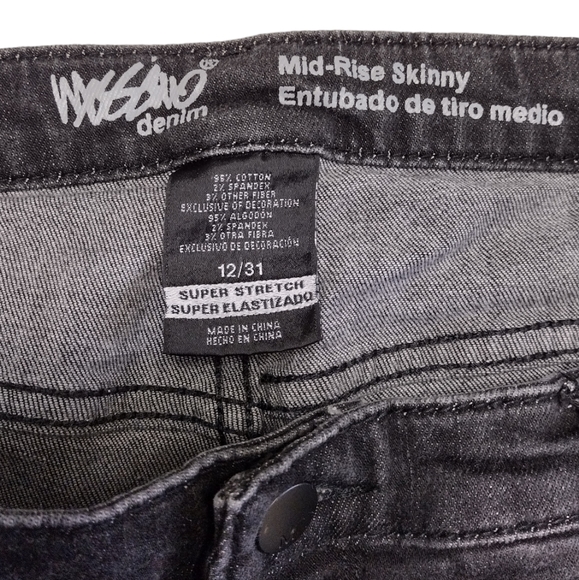 MOSSIMO
denim
Mid-Rise Skinny
Entubado de tiro medio
95% COTTON
2% SPANDEX
3% OTHER FIBER
EXCLUSIVE OF DECORATION
95% ALGODÓN
2% SPANDEX
3% OTRA FIBRA
EXCLUSIVO DE DECORACIÓN
12/31
SUPER STRETCH
SUPER ELASTIZADO
MADE IN CHINA
HECHO EN CHINA